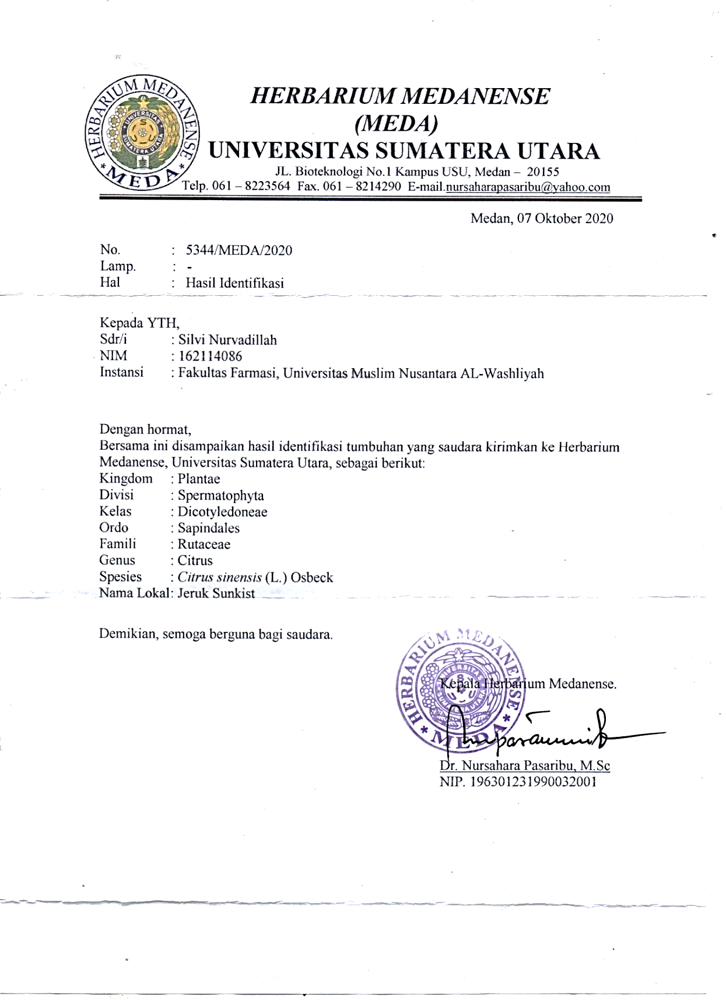 HERBARIUM MEDANENSE
MEDA
UNIVERSITAS
SUMATERA UTARA
HERBARIUM MEDANENSE
(MEDA)
UNIVERSITAS SUMATERA UTARA
JL. Bioteknologi No.1 Kampus USU, Medan – 20155
Telp. 061 – 8223564 Fax. 061 – 8214290 E-mail.nursaharapasaribu@yahoo.com
Medan, 07 Oktober 2020
No. : 5344/MEDA/2020
Lamp. : -
Hal : Hasil Identifikasi
Kepada YTH,
Sdr/i : Silvi Nurvadillah
NIM : 162114086
Instansi : Fakultas Farmasi, Universitas Muslim Nusantara AL-Washliyah
Dengan hormat,
Bersama ini disampaikan hasil identifikasi tumbuhan yang saudara kirimkan ke Herbarium
Medanense, Universitas Sumatera Utara, sebagai berikut:
Kingdom : Plantae
Divisi : Spermatophyta
Kelas : Dicotyledoneae
Ordo : Sapindales
Famili : Rutaceae
Genus : Citrus
Spesies : Citrus sinensis (L.) Osbeck
Nama Lokal: Jeruk Sunkist
Demikian, semoga berguna bagi saudara.
HERBARIUM MEDANENSE
MEDA
UNIVERSITAS
SUMATERA UTARA
Kepala Herbarium Medanense.
Dr. Nursahara Pasaribu, M.Sc
NIP. 196301231990032001